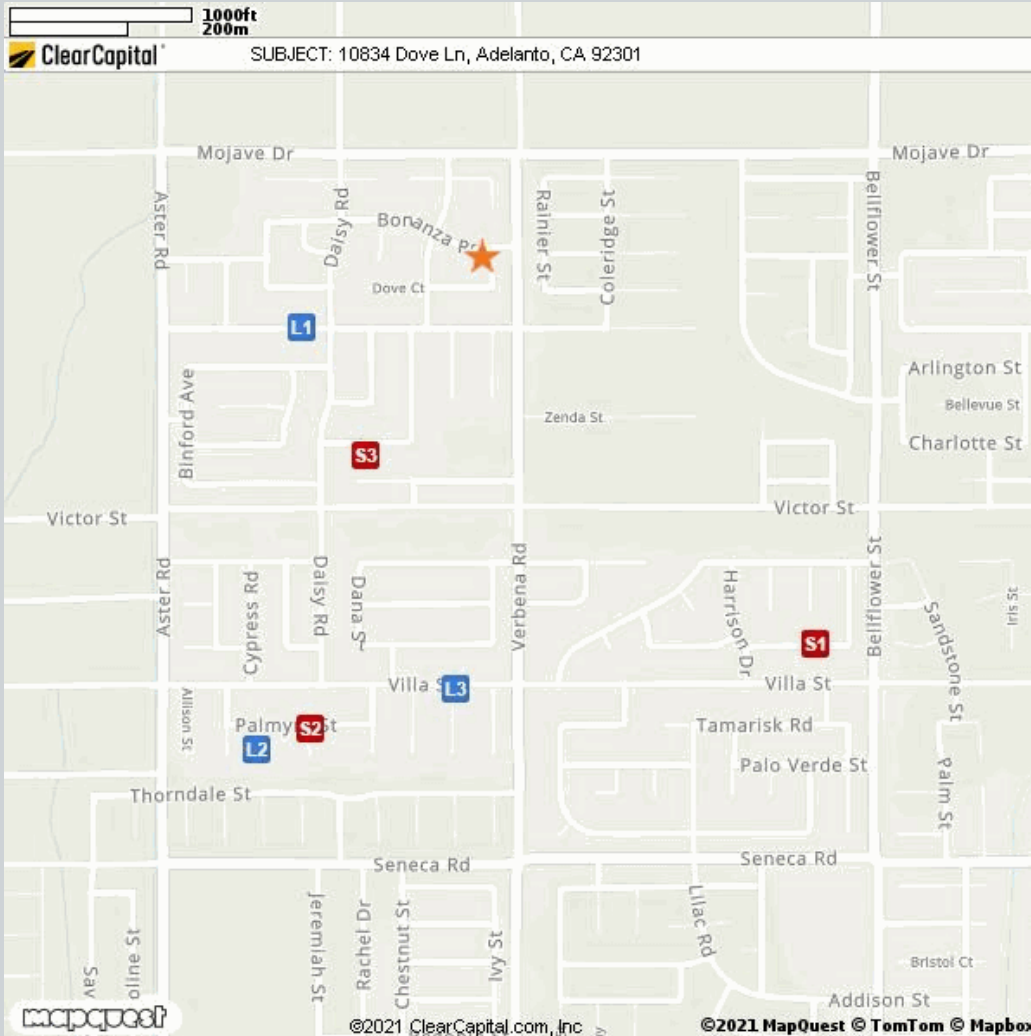 1000ft
200m
ClearCapital
SUBJECT: 10834 Dove Ln, Adelanto, CA 92301
Mojave Dr
Mojave Dr
Aster Rd
Daisy Rd
Bonanza
Rainier St
Coleridge St
Bellflower St
Dove Ct
L1
Arlington St
Binford Ave
Bellevue St
Zenda St
Charlotte St
S3
Victor St
Victor St
Aster Rd
Cypress Rd
Daisy Rd
Dana St
Verbena Rd
Harrison Dr
Bellflower St
Sandstone St
Iris St
S1
Villa
L3
Villa St
Allison St
S2
L2
Tamarisk Rd
Palo Verde St
Palm St
Thorndale St
Seneca Rd
Seneca Rd
Jeremiah St
Rachel Dr
Chestnut St
Ivy St
Lilac Rd
Sav
oline St
Bristol Ct
Addison St
mapquest
©2021 ClearCapital.com, Inc
©2021 MapQuest © TomTom © Mapbox